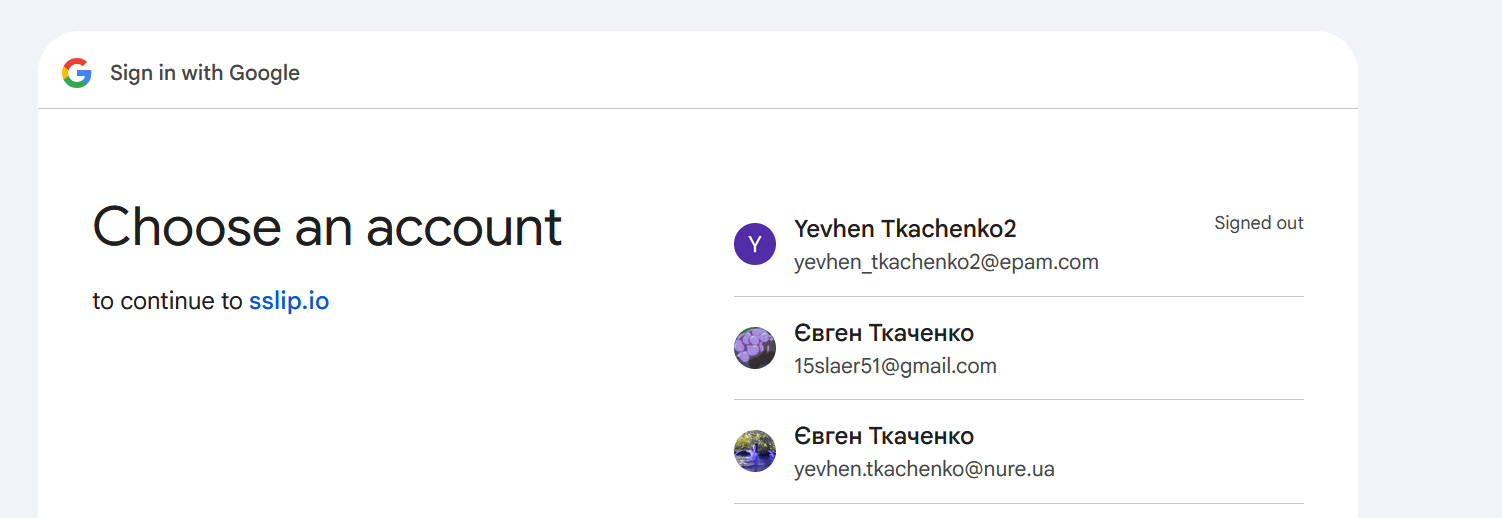 Sign in with Google
Choose an account
to continue to sslip.io
Yevhen Tkachenko2
Signed out
yevhen_tkachenko2@epam.com
Євген Ткаченко
15slaer51@gmail.com
Євген Ткаченко
yevhen.tkachenko@nure.ua